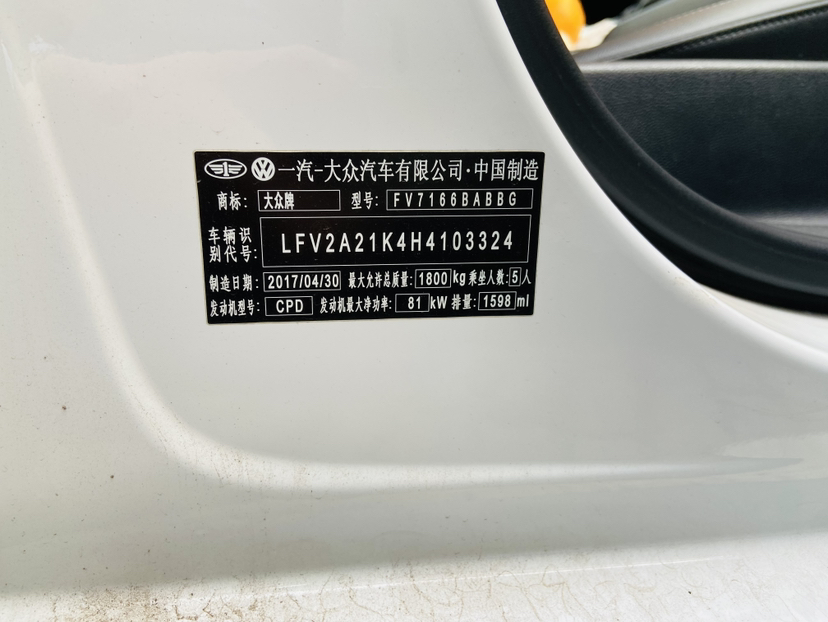 一汽-大众汽车有限公司·中国制造
商标: 大众牌 型号: FV7166BABBG
车辆识别代号: LFV2A21K4H4103324
制造日期: 2017/04/30 最大允许总质量: 1800 kg 乘坐人数: 5 人
发动机型号: CPD 发动机最大净功率: 81 kW 排量: 1598 ml